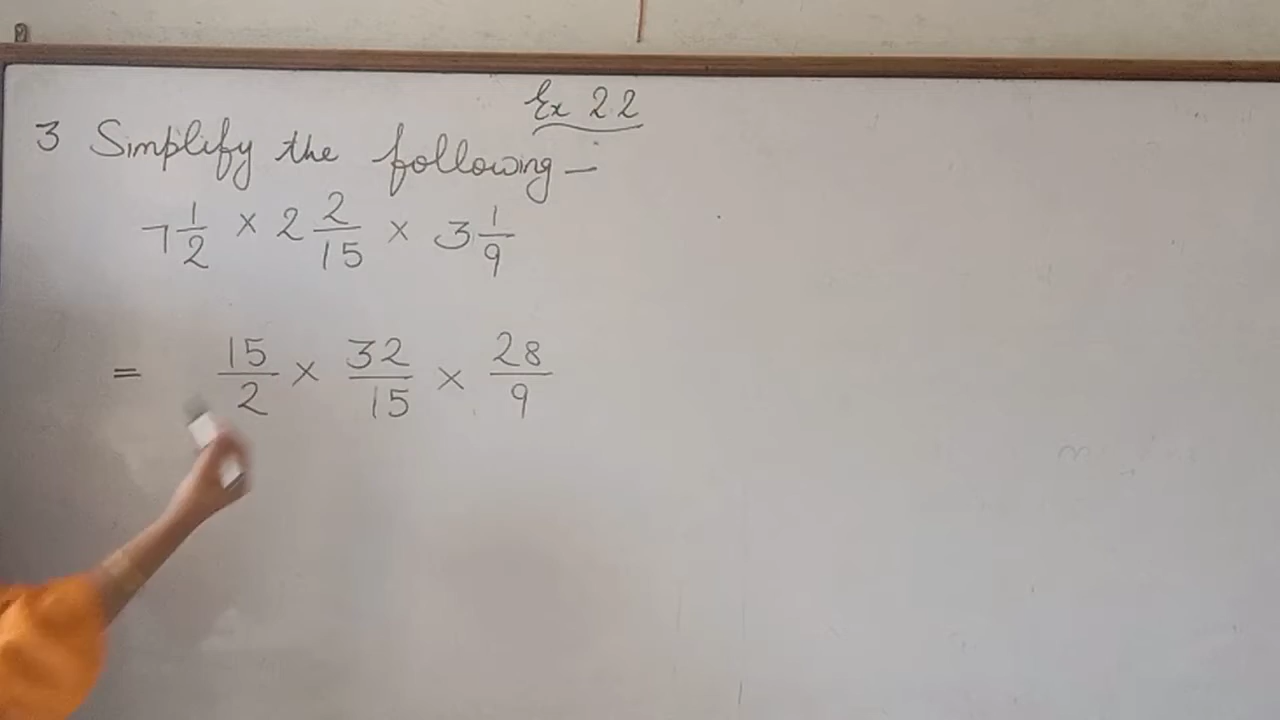 Ex 2.2
3 Simplify the following –
7 1/2 × 2 2/15 × 3 1/9
= 15/2 × 32/15 × 28/9